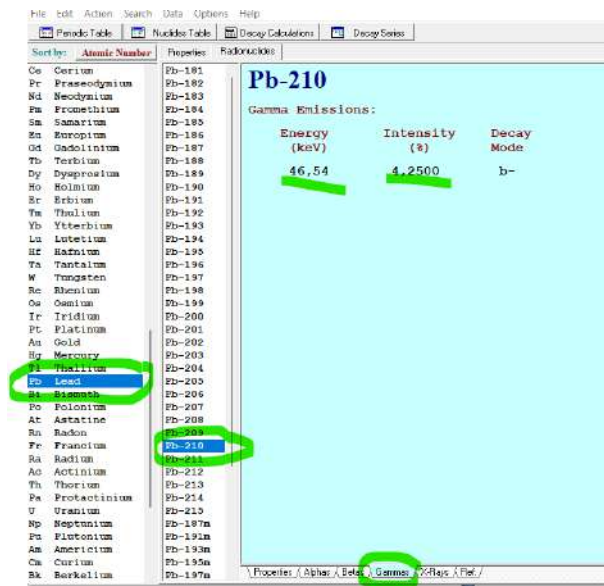 File Edit Action Search Data Options Help
Periodic Table Nuclides Table Decay Calculations Decay Series
Sort by: Atomic Number Properties Radionuclides
Ce Cerium
Pr Praseodymium
Nd Neodymium
Pm Promethium
Sm Samarium
Eu Europium
Gd Gadolinium
Tb Terbium
Dy Dysprosium
Ho Holmium
Er Erbium
Tm Thulium
Yb Ytterbium
Lu Lutetium
Hf Hafnium
Ta Tantalum
W Tungsten
Re Rhenium
Os Osmium
Ir Iridium
Pt Platinum
Au Gold
Hg Mercury
Tl Thallium
Pb Lead
Bi Bismuth
Po Polonium
At Astatine
Rn Radon
Fr Francium
Ra Radium
Ac Actinium
Th Thorium
Pa Protactinium
U Uranium
Np Neptunium
Pu Plutonium
Am Americium
Cm Curium
Bk Berkelium
Pb-181
Pb-182
Pb-183
Pb-184
Pb-185
Pb-186
Pb-187
Pb-188
Pb-189
Pb-190
Pb-191
Pb-192
Pb-193
Pb-194
Pb-195
Pb-196
Pb-197
Pb-198
Pb-199
Pb-200
Pb-201
Pb-202
Pb-203
Pb-204
Pb-205
Pb-206
Pb-207
Pb-208
Pb-209
Pb-210
Pb-211
Pb-212
Pb-213
Pb-214
Pb-215
Pb-187m
Pb-191m
Pb-193m
Pb-195m
Pb-197m
Pb-210
Gamma Emissions:
Energy Intensity Decay
(keV) (%) Mode
46,54 4,2500 b-
Properties Alphas Betas Gammas X-Rays Ref.